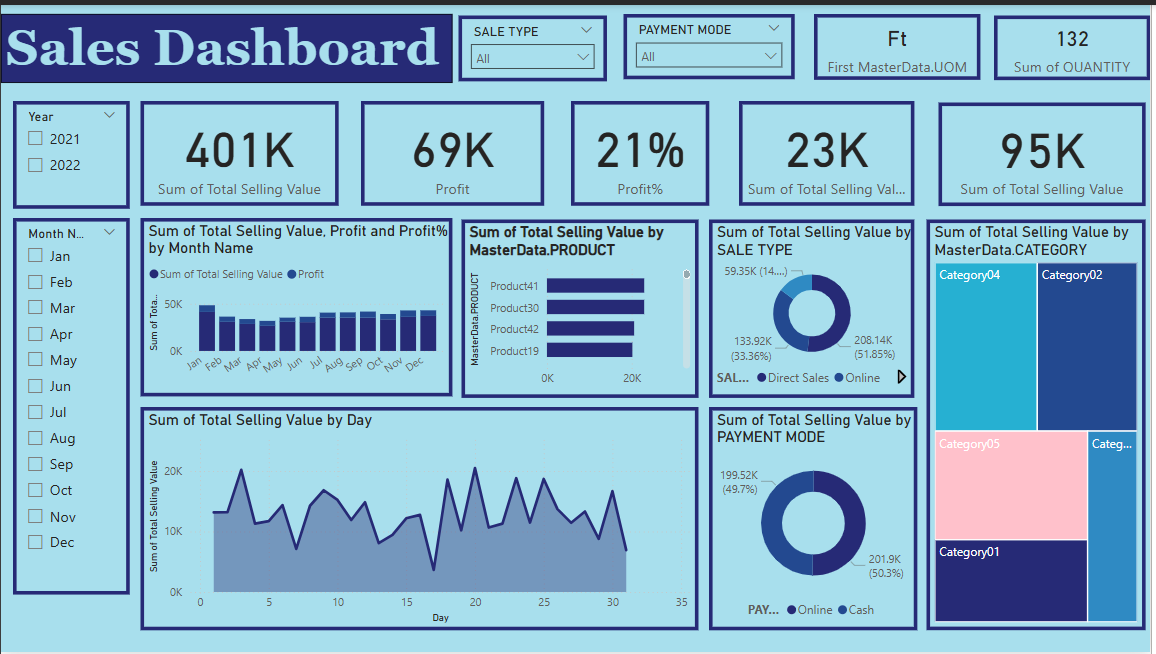 Sales Dashboard
SALE TYPE
All
PAYMENT MODE
All
Ft
First MasterData.UOM
132
Sum of QUANTITY
Year
2021
2022
401K
Sum of Total Selling Value
69K
Profit
21%
Profit%
23K
Sum of Total Selling Val...
95K
Sum of Total Selling Value
Month N...
Jan
Feb
Mar
Apr
May
Jun
Jul
Aug
Sep
Oct
Nov
Dec
Sum of Total Selling Value, Profit and Profit%
by Month Name
Sum of Total Selling Value
Profit
Sum of Tota...
50K
0K
Jan
Feb
Mar
Apr
May
Jun
Jul
Aug
Sep
Oct
Nov
Dec
Sum of Total Selling Value by
MasterData.PRODUCT
MasterData.PRODUCT
Product41
Product30
Product42
Product19
0K
20K
Sum of Total Selling Value by
SALE TYPE
59.35K (14....)
133.92K
(33.36%)
208.14K
(51.85%)
SAL...
Direct Sales
Online
Sum of Total Selling Value by
MasterData.CATEGORY
Category04
Category02
Category05
Categ...
Category01
Sum of Total Selling Value by Day
Sum of Total Selling Value
20K
10K
0K
0
5
10
15
20
25
30
35
Day
Sum of Total Selling Value by
PAYMENT MODE
199.52K
(49.7%)
201.9K
(50.3%)
PAY...
Online
Cash